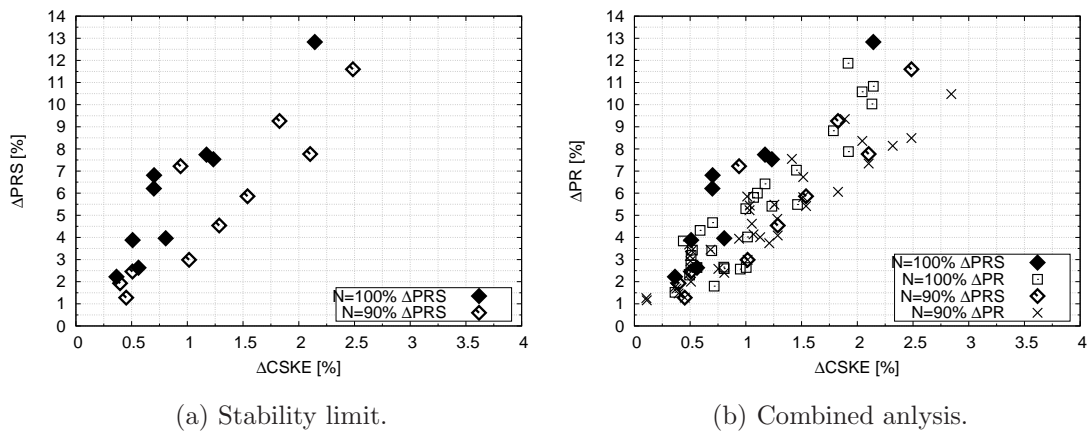 14
13
12
11
10
9
8
7
6
5
4
3
2
1
0
ΔPRS [%]
N=100% ΔPRS
N=90% ΔPRS
0 0.5 1 1.5 2 2.5 3 3.5 4
ΔCSKE [%]
(a) Stability limit.
14
13
12
11
10
9
8
7
6
5
4
3
2
1
0
ΔPR [%]
N=100% ΔPRS
N=100% ΔPR
N=90% ΔPRS
N=90% ΔPR
0 0.5 1 1.5 2 2.5 3 3.5 4
ΔCSKE [%]
(b) Combined anlysis.